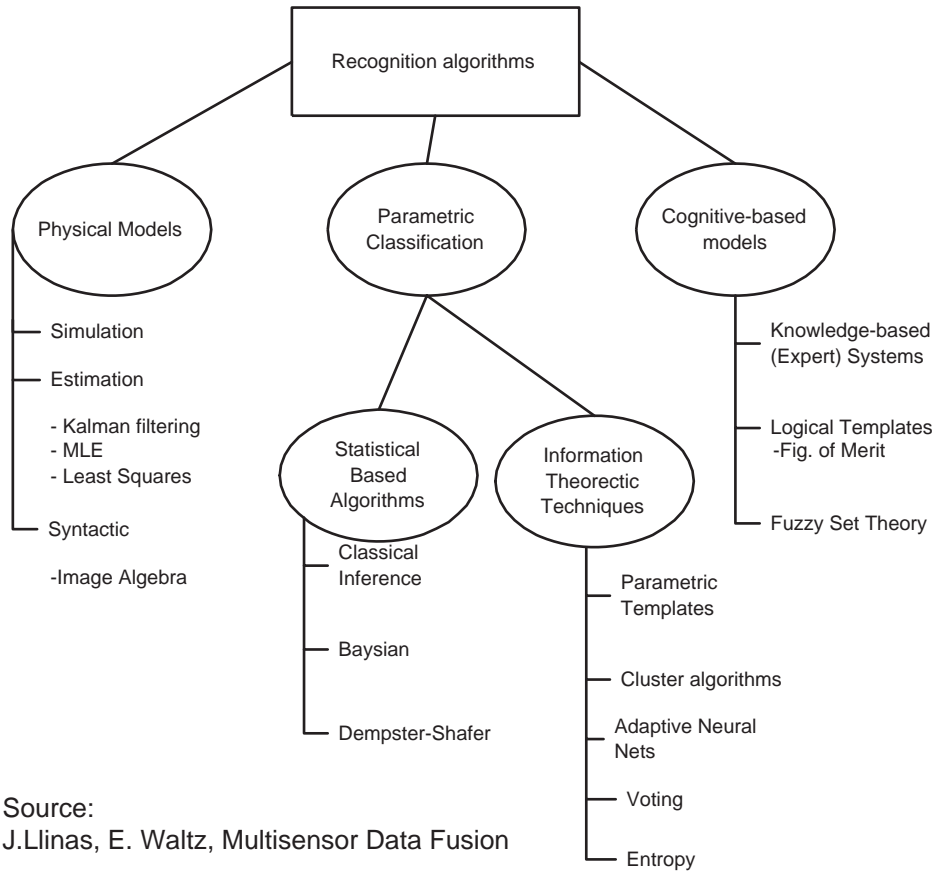 Recognition algorithms
Physical Models
Simulation
Estimation
- Kalman filtering
- MLE
- Least Squares
Syntactic
-Image Algebra
Parametric
Classification
Statistical
Based
Algorithms
Classical
Inference
Baysian
Dempster-Shafer
Information
Theorectic
Techniques
Parametric
Templates
Cluster algorithms
Adaptive Neural
Nets
Voting
Entropy
Cognitive-based
models
Knowledge-based
(Expert) Systems
Logical Templates
-Fig. of Merit
Fuzzy Set Theory
Source:
J.Llinas, E. Waltz, Multisensor Data Fusion